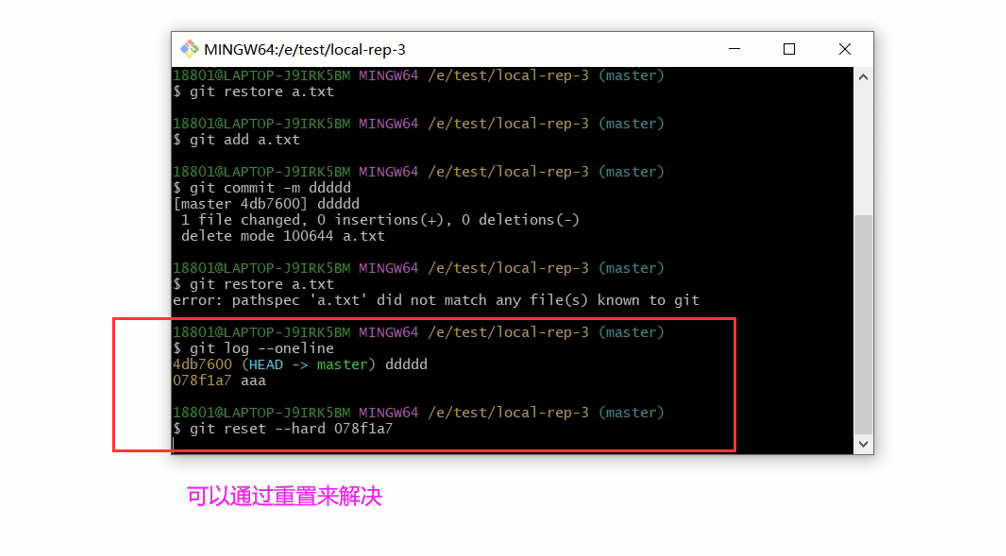 MINGW64:/e/test/local-rep-3
18801@LAPTOP-J9IRK5BM MINGW64 /e/test/local-rep-3 (master)
$ git restore a.txt
18801@LAPTOP-J9IRK5BM MINGW64 /e/test/local-rep-3 (master)
$ git add a.txt
18801@LAPTOP-J9IRK5BM MINGW64 /e/test/local-rep-3 (master)
$ git commit -m ddddd
[master 4db7600] ddddd
1 file changed, 0 insertions(+), 0 deletions(-)
delete mode 100644 a.txt
18801@LAPTOP-J9IRK5BM MINGW64 /e/test/local-rep-3 (master)
$ git restore a.txt
error: pathspec 'a.txt' did not match any file(s) known to git
18801@LAPTOP-J9IRK5BM MINGW64 /e/test/local-rep-3 (master)
$ git log --oneline
4db7600 (HEAD -> master) ddddd
078f1a7 aaa
18801@LAPTOP-J9IRK5BM MINGW64 /e/test/local-rep-3 (master)
$ git reset --hard 078f1a7
可以通过重置来解决